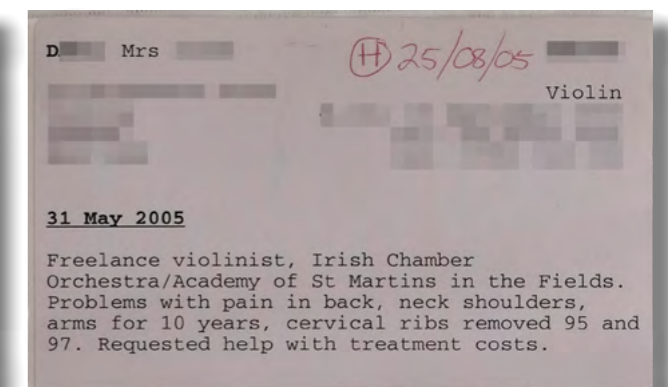 D Mrs
(H) 25/08/05
Violin
31 May 2005
Freelance violinist, Irish Chamber
Orchestra/Academy of St Martins in the Fields.
Problems with pain in back, neck shoulders,
arms for 10 years, cervical ribs removed 95 and
97. Requested help with treatment costs.